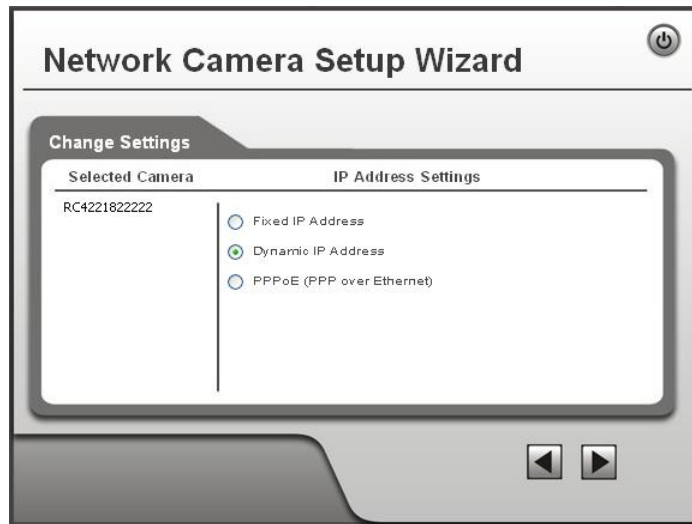 Network Camera Setup Wizard
Change Settings
Selected Camera
IP Address Settings
RC4221822222
Fixed IP Address
Dynamic IP Address
PPPoE (PPP over Ethernet)